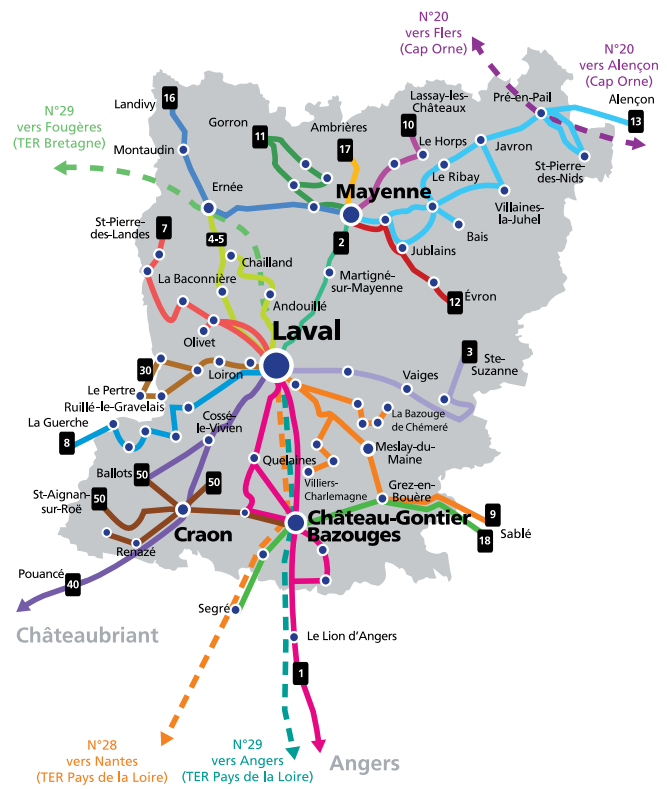 N°20
vers Flers
(Cap Orne)
N°20
vers Alençon
(Cap Orne)
N°29
vers Fougères
(TER Bretagne)
16
Landivy
Gorron
11
Ambrières
17
Lassay-les-
Châteaux
10
Pré-en-Pail
Alençon
13
Montaudin
Le Horps
Javron
Le Ribay
St-Pierre
des-Nids
Ernée
Mayenne
Villaines-
la-Juhel
St-Pierre-
des-Landes
7
4-5
2
Bais
Jublains
Chailland
La Baconnière
Martigné-
sur-Mayenne
12
Évron
Andouillé
Olivet
Laval
3
Ste-
Suzanne
30
Loiron
Vaiges
Le Pertre
Ruillé-le-Gravelais
La Guerche
8
Cossé-
le-Vivien
La Bazouge
de Chémeré
Meslay-du-
Maine
Quelaines
Ballots
50
50
St-Aignan-
sur-Roë
50
Villiers-
Charlemagne
Grez-en-
Bouère
9
Sablé
18
Château-Gontier
Bazouges
Craon
Renazé
Pouancé
40
Segré
Châteaubriant
Le Lion d'Angers
1
N°28
vers Nantes
(TER Pays de la Loire)
N°29
vers Angers
(TER Pays de la Loire)
Angers